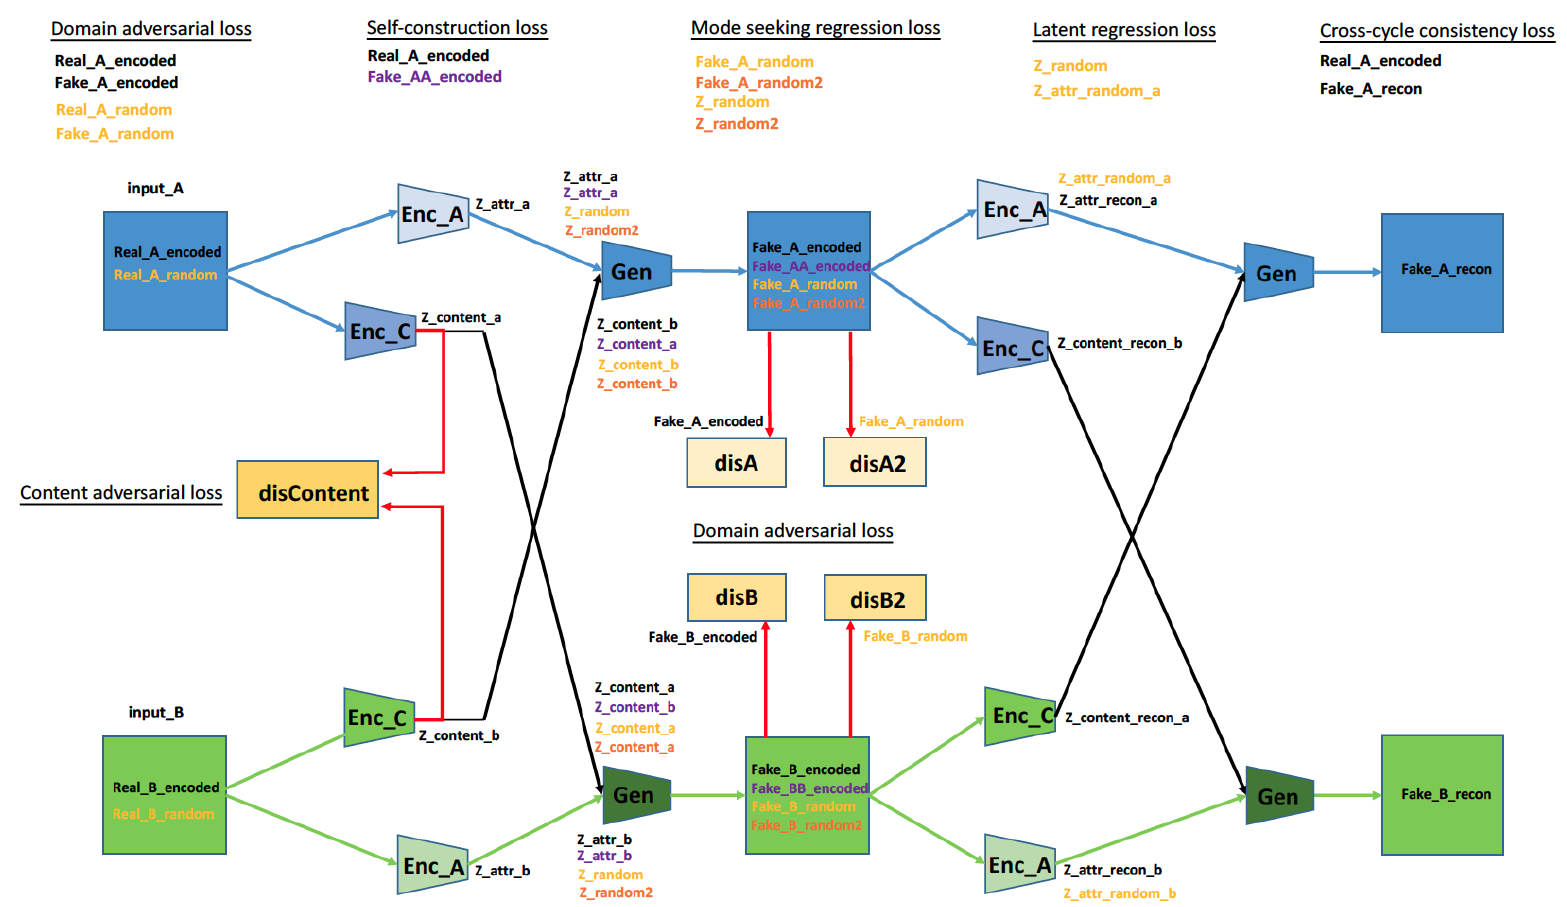 Domain adversarial loss
Real_A_encoded
Fake_A_encoded
Real_A_random
Fake_A_random
Self-construction loss
Real_A_encoded
Fake_AA_encoded
Mode seeking regression loss
Fake_A_random
Fake_A_random2
Z_random
Z_random2
Latent regression loss
Z_random
Z_attr_random_a
Cross-cycle consistency loss
Real_A_encoded
Fake_A_recon
input_A
Real_A_encoded
Real_A_random
Enc_A
Z_attr_a
Enc_C
Z_content_a
Z_attr_a
Z_attr_a
Z_random
Z_random2
Gen
Z_content_b
Z_content_a
Z_content_b
Z_content_b
Fake_A_encoded
Fake_AA_encoded
Fake_A_random
Fake_A_random2
Enc_A
Z_attr_random_a
Z_attr_recon_a
Enc_C
Z_content_recon_b
Gen
Fake_A_recon
Fake_A_encoded
Fake_A_random
disA
disA2
Content adversarial loss
disContent
Domain adversarial loss
disB
disB2
Fake_B_encoded
Fake_B_random
input_B
Real_B_encoded
Real_B_random
Enc_C
Z_content_b
Enc_A
Z_attr_b
Z_content_a
Z_content_b
Z_content_a
Z_content_a
Gen
Z_attr_b
Z_attr_b
Z_random
Z_random2
Fake_B_encoded
Fake_BB_encoded
Fake_B_random
Fake_B_random2
Enc_C
Z_content_recon_a
Enc_A
Z_attr_recon_b
Z_attr_random_b
Gen
Fake_B_recon